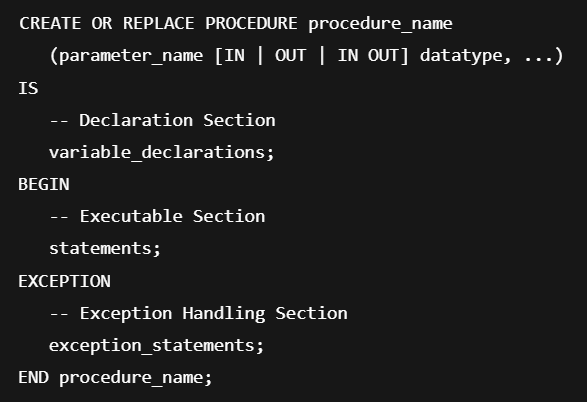 CREATE OR REPLACE PROCEDURE procedure_name
(parameter_name [IN | OUT | IN OUT] datatype, ...)
IS
-- Declaration Section
variable_declarations;
BEGIN
-- Executable Section
statements;
EXCEPTION
-- Exception Handling Section
exception_statements;
END procedure_name;